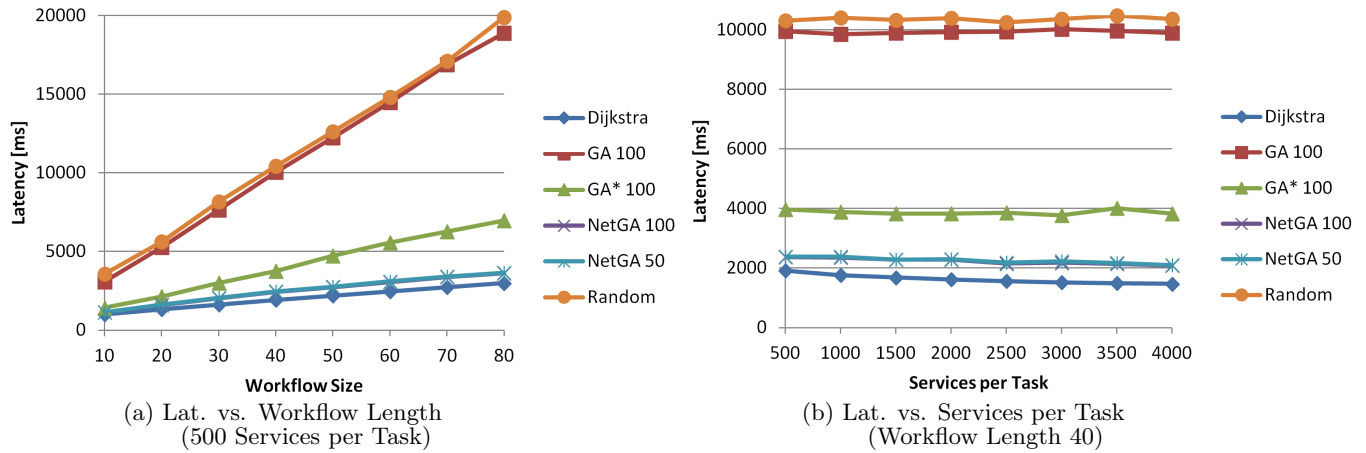 Latency [ms]
20000
15000
10000
5000
0
10 20 30 40 50 60 70 80
Workflow Size
Dijkstra
GA 100
GA* 100
NetGA 100
NetGA 50
Random
(a) Lat. vs. Workflow Length
(500 Services per Task)
Latency [ms]
10000
8000
6000
4000
2000
0
500 1000 1500 2000 2500 3000 3500 4000
Services per Task
Dijkstra
GA 100
GA* 100
NetGA 100
NetGA 50
Random
(b) Lat. vs. Services per Task
(Workflow Length 40)